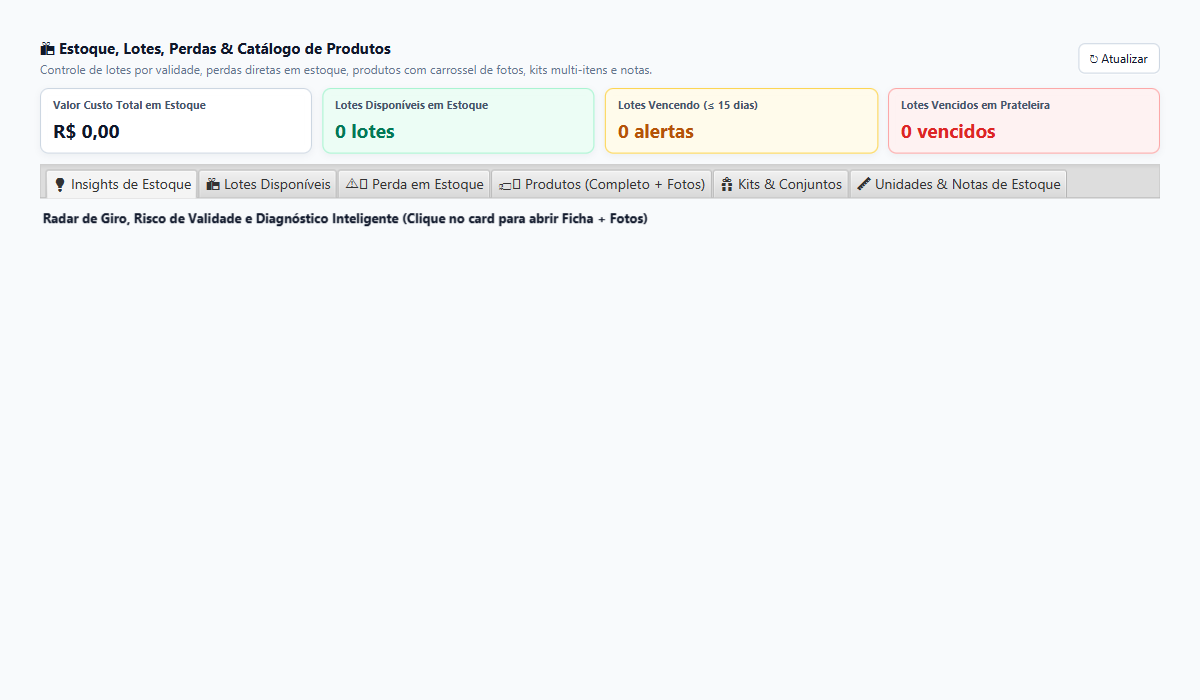 Estoque, Lotes, Perdas & Catálogo de Produtos
Controle de lotes por validade, perdas diretas em estoque, produtos com carrossel de fotos, kits multi-itens e notas.
↻ Atualizar
Valor Custo Total em Estoque
R$ 0,00
Lotes Disponíveis em Estoque
0 lotes
Lotes Vencendo (≤ 15 dias)
0 alertas
Lotes Vencidos em Prateleira
0 vencidos
Insights de Estoque
Lotes Disponíveis
Perda em Estoque
Produtos (Completo + Fotos)
Kits & Conjuntos
Unidades & Notas de Estoque
Radar de Giro, Risco de Validade e Diagnóstico Inteligente (Clique no card para abrir Ficha + Fotos)